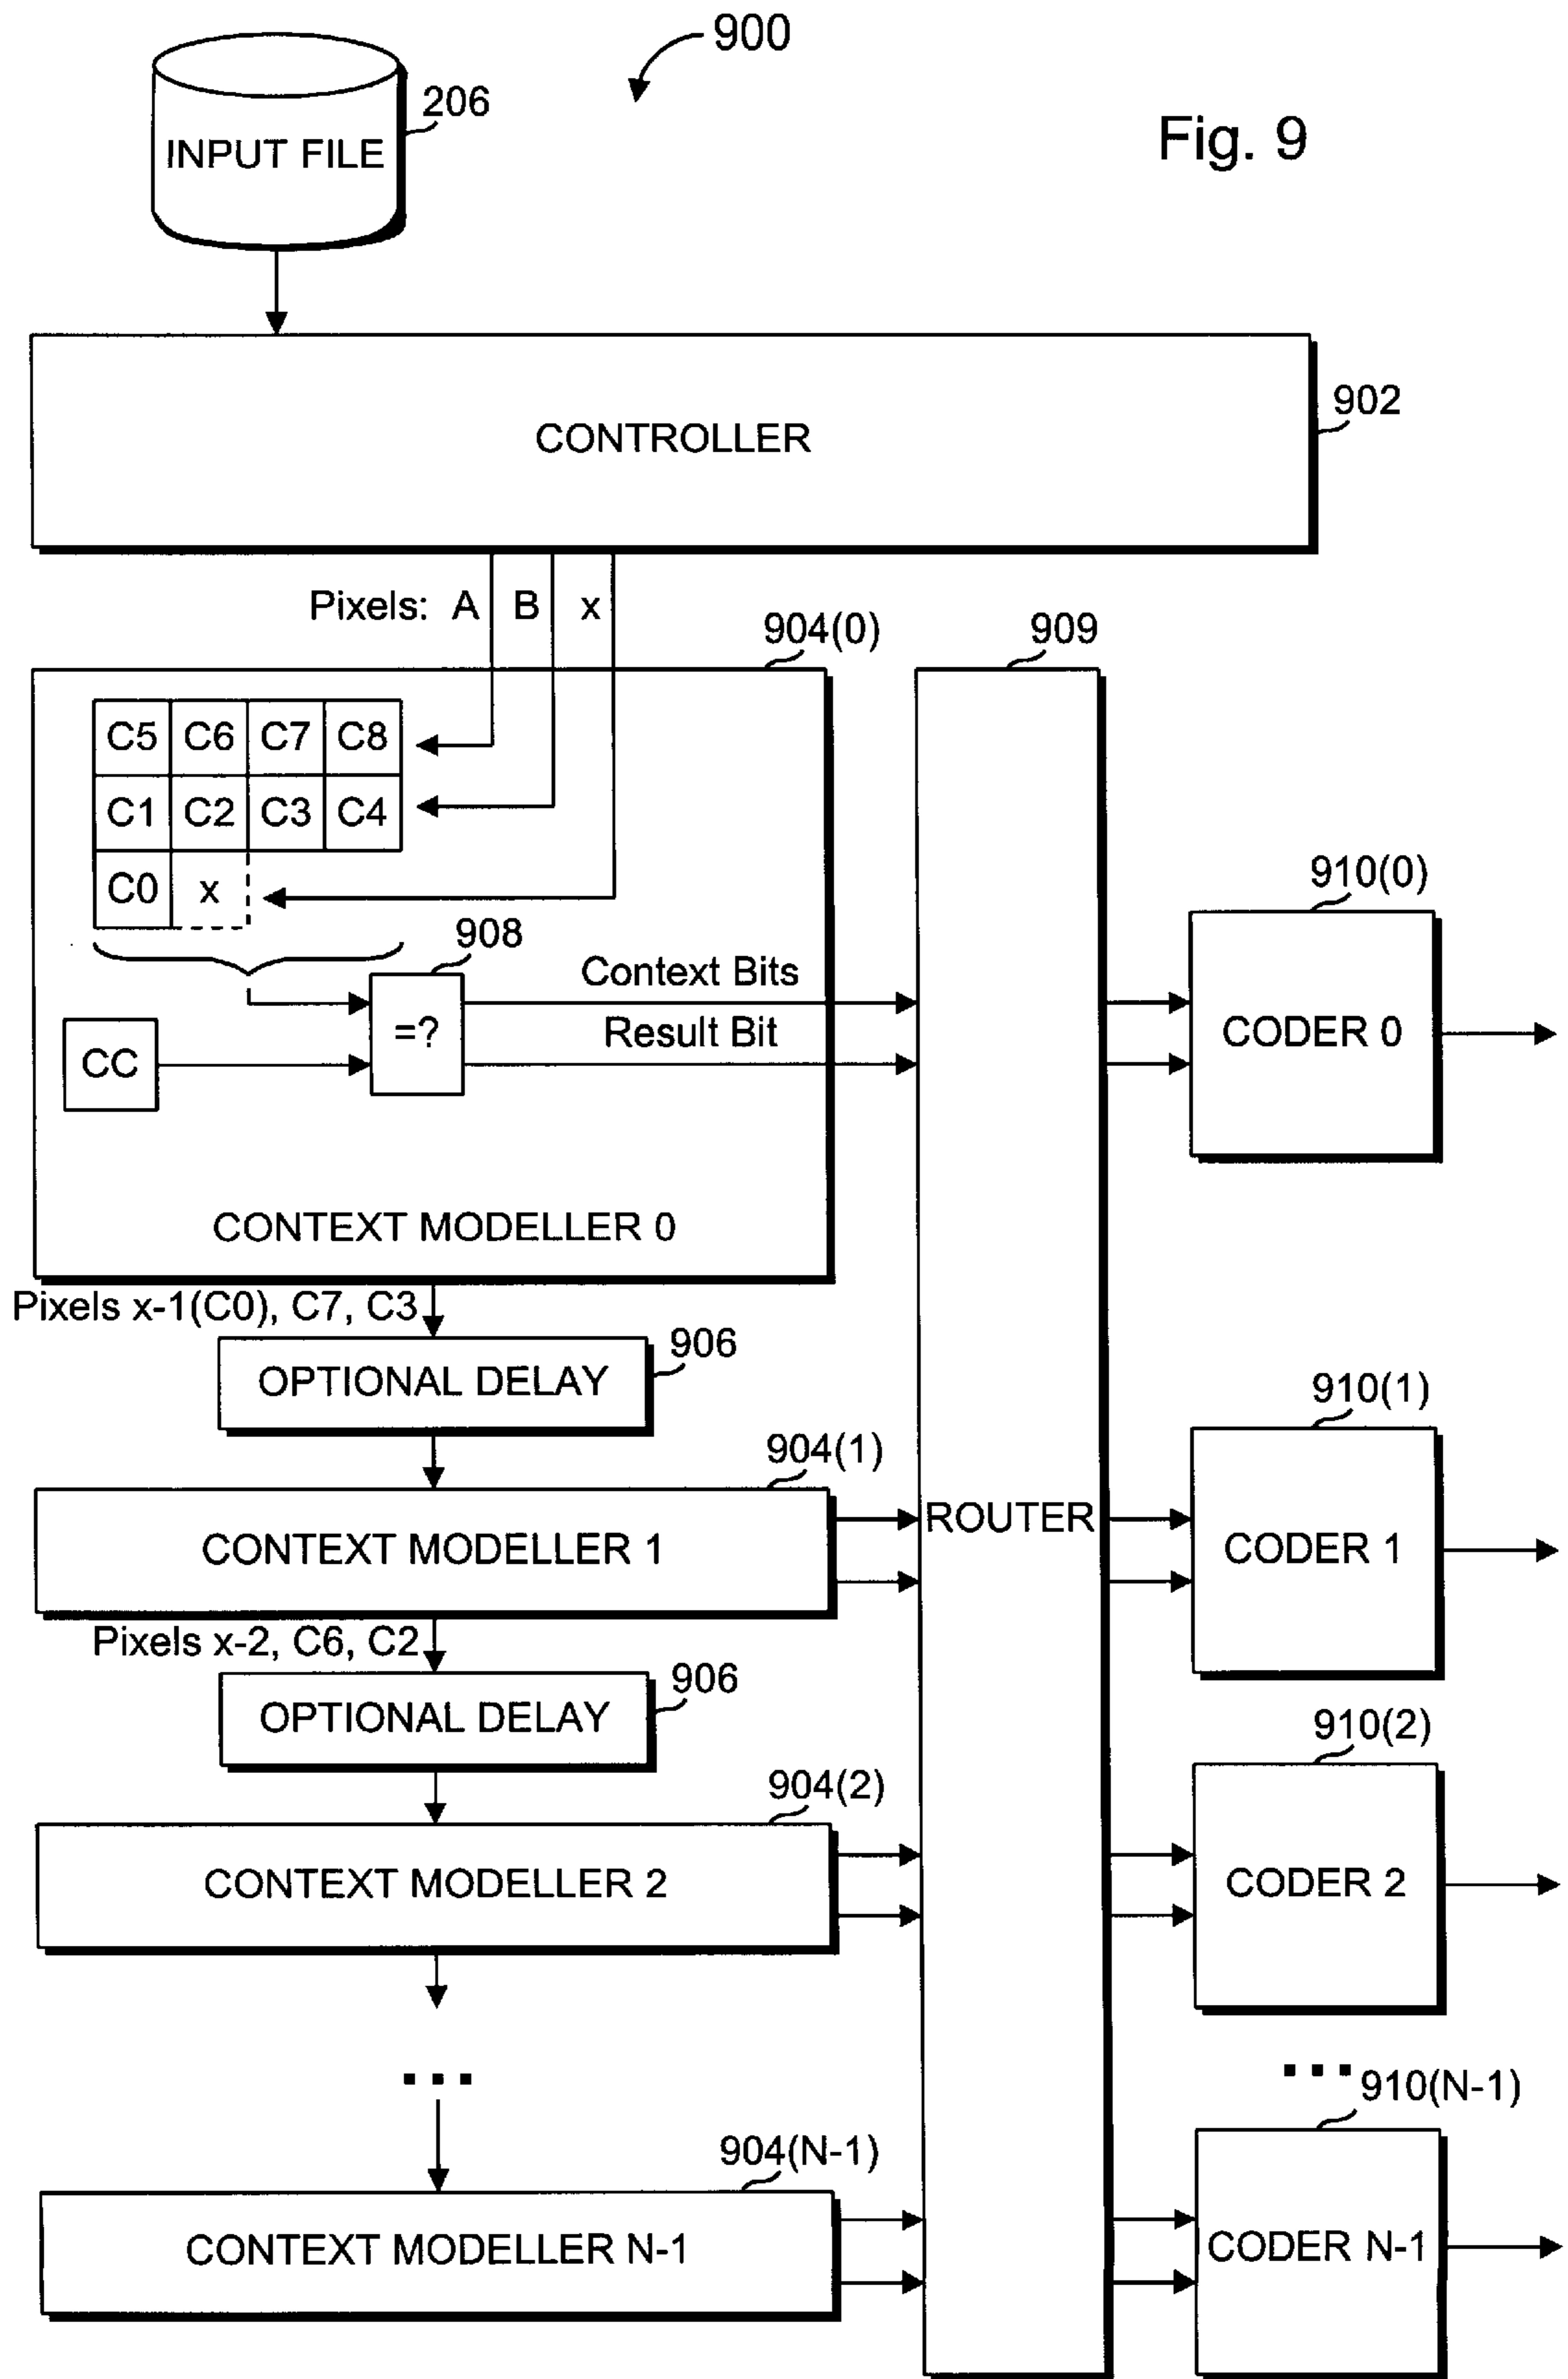 900
206
INPUT FILE
Fig. 9
902
CONTROLLER
Pixels: A B x
904(0)
909
C5 C6 C7 C8
C1 C2 C3 C4
C0 x
908
Context Bits
=?
Result Bit
CC
910(0)
CODER 0
CONTEXT MODELLER 0
Pixels x-1(C0), C7, C3
906
OPTIONAL DELAY
904(1)
910(1)
CONTEXT MODELLER 1
ROUTER
CODER 1
Pixels x-2, C6, C2
906
OPTIONAL DELAY
910(2)
904(2)
CONTEXT MODELLER 2
CODER 2
...
...
910(N-1)
904(N-1)
CONTEXT MODELLER N-1
CODER N-1